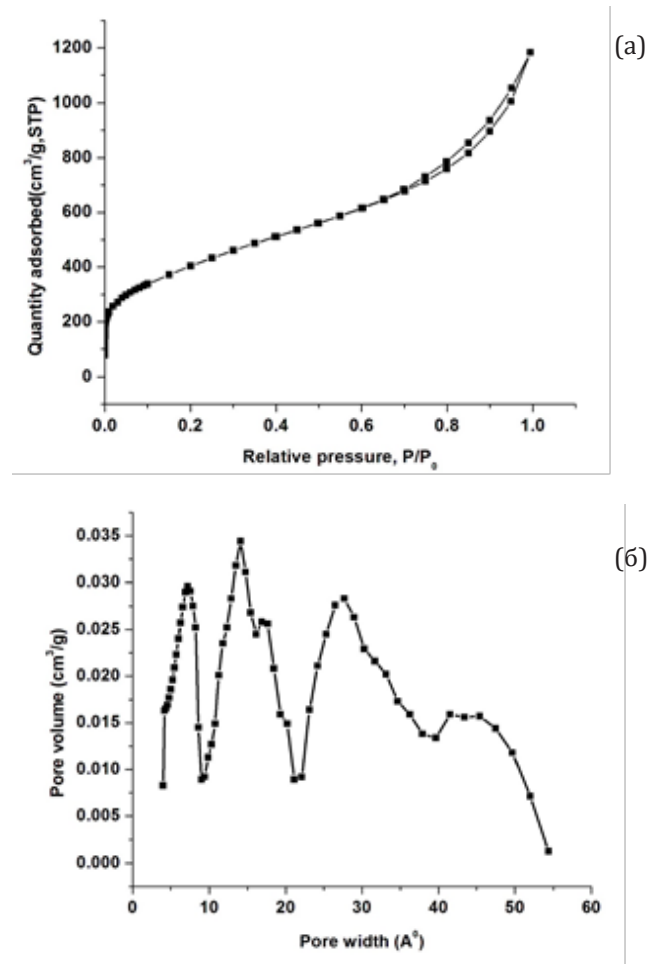 (а)
1200
1000
800
600
400
200
0
Quantity adsorbed(cm³/g,STP)
0.0 0.2 0.4 0.6 0.8 1.0
Relative pressure, P/P₀
(б)
0.035
0.030
0.025
0.020
0.015
0.010
0.005
0.000
Pore volume (cm³/g)
0 10 20 30 40 50 60
Pore width (A⁰)